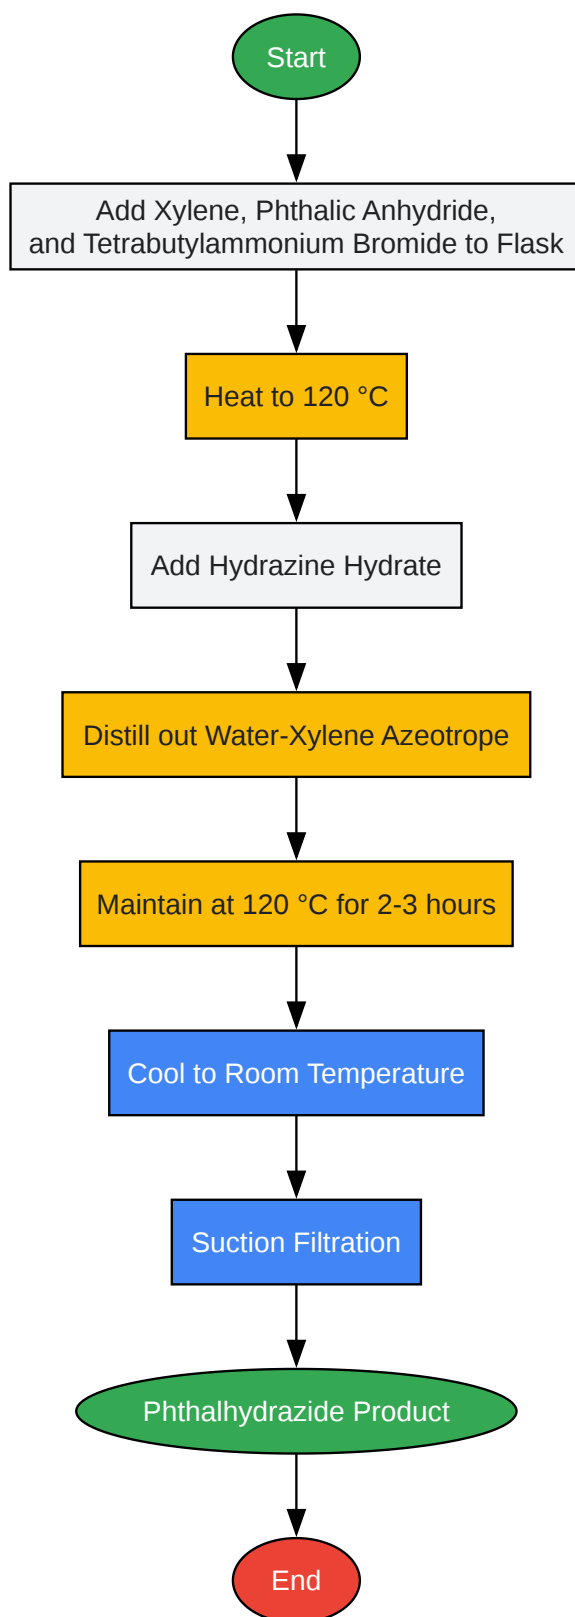 Start
Add Xylene, Phthalic Anhydride,
and Tetrabutylammonium Bromide to Flask
Heat to 120 °C
Add Hydrazine Hydrate
Distill out Water-Xylene Azeotrope
Maintain at 120 °C for 2-3 hours
Cool to Room Temperature
Suction Filtration
Phthalhydrazide Product
End